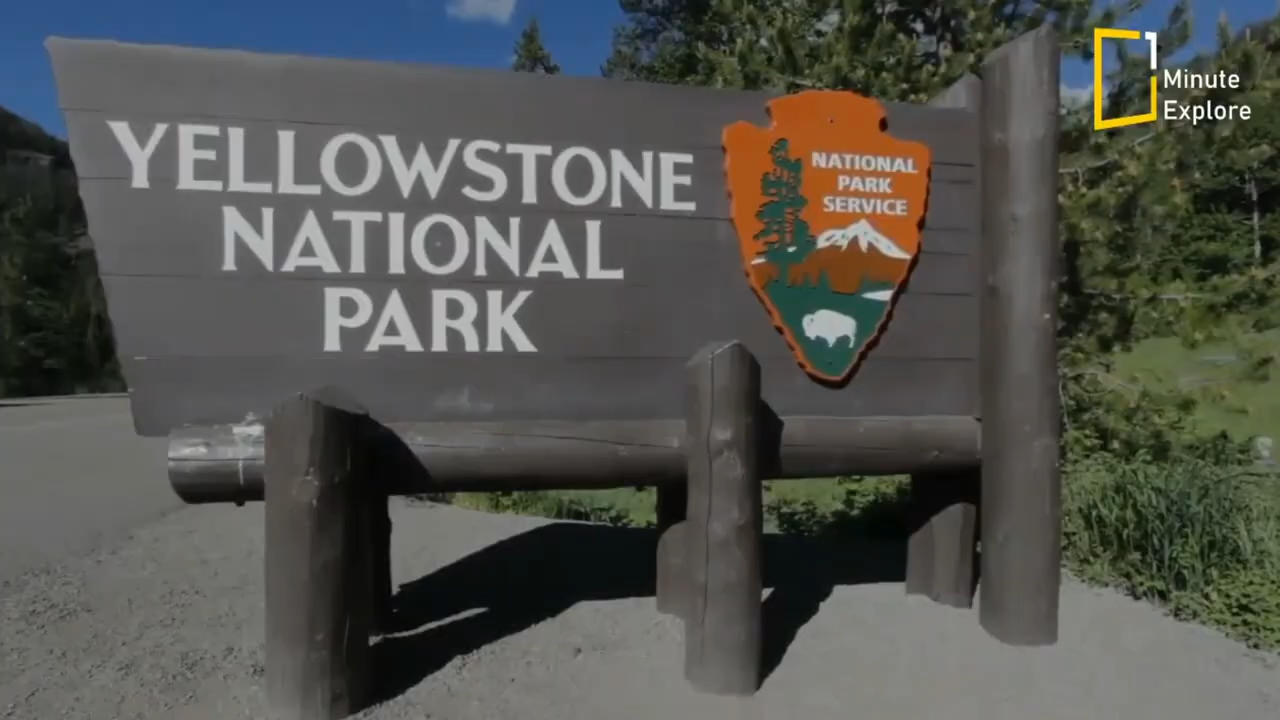 YELLOWSTONE
NATIONAL
PARK
NATIONAL
PARK
SERVICE
Minute
Explore